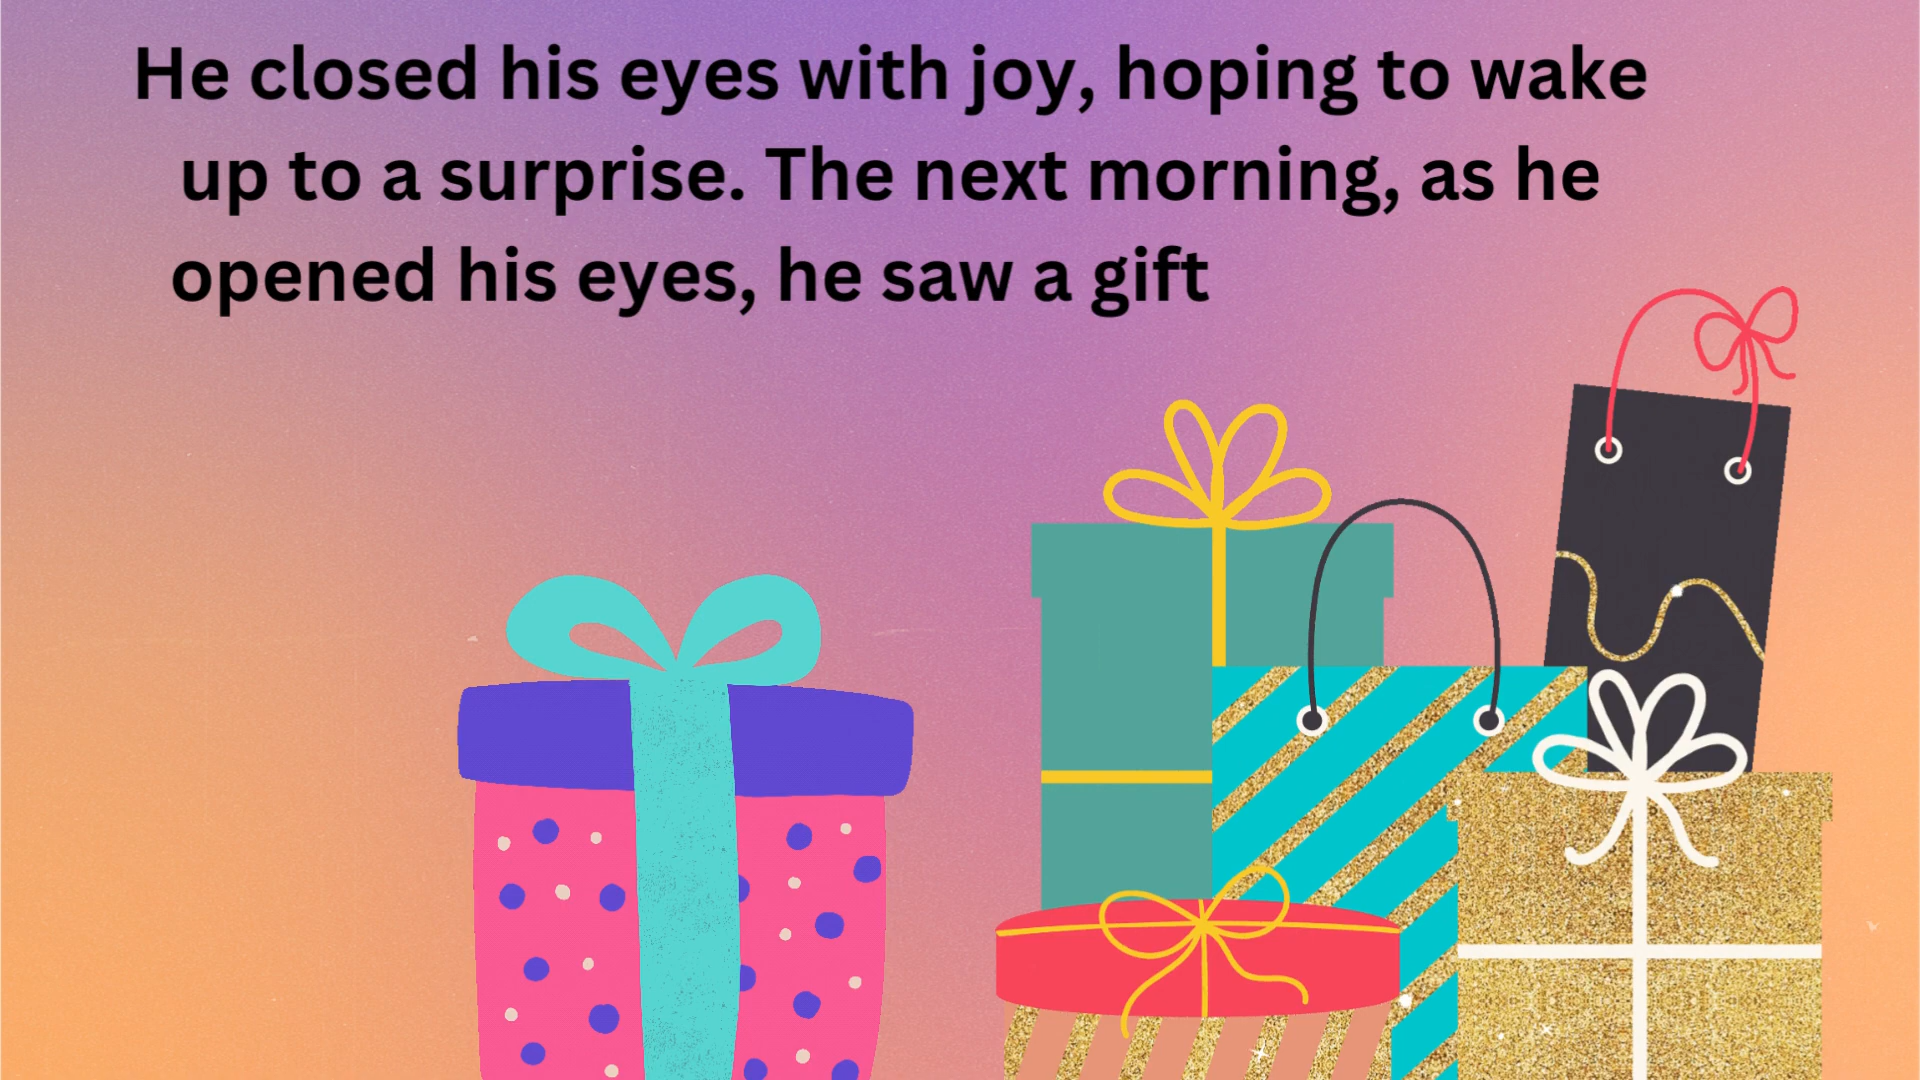 He closed his eyes with joy, hoping to wake
up to a surprise. The next morning, as he
opened his eyes, he saw a gift